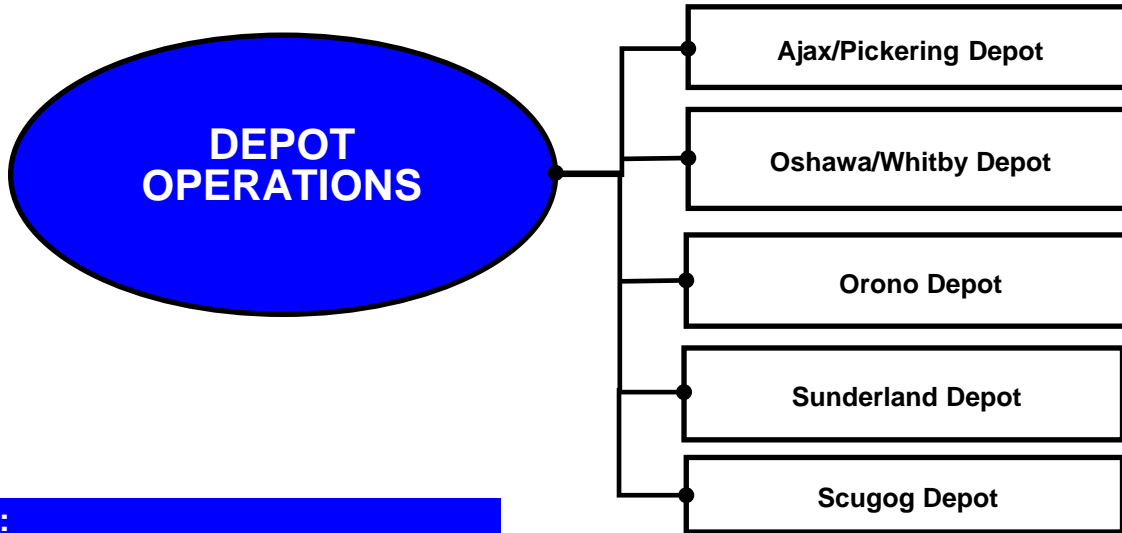 DEPOT
OPERATIONS
Ajax/Pickering Depot
Oshawa/Whitby Depot
Orono Depot
Sunderland Depot
Scugog Depot
: